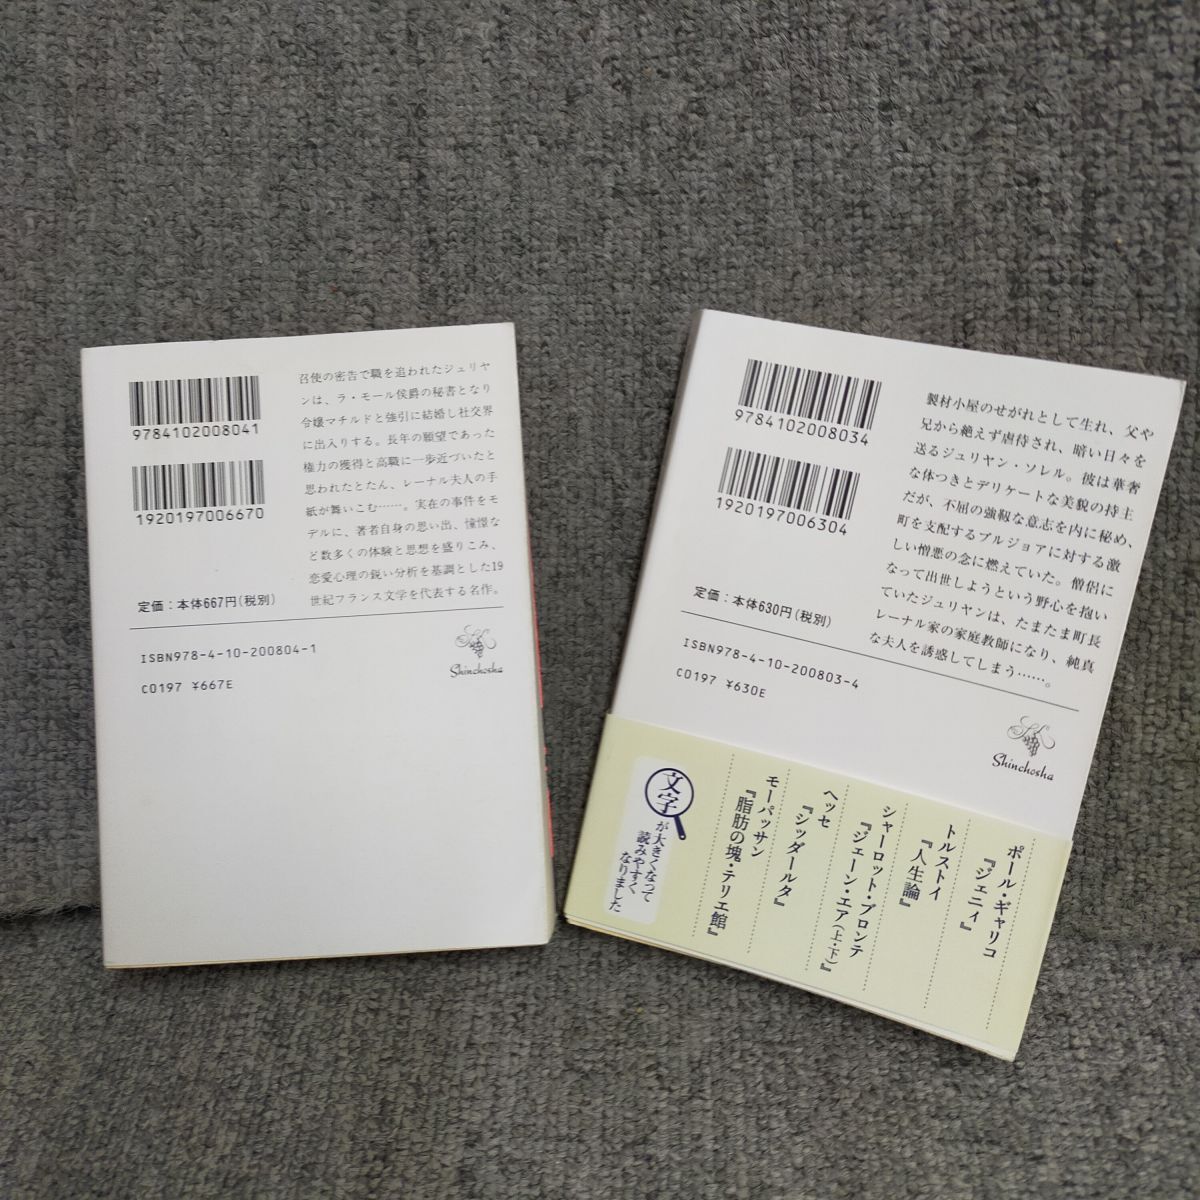 9784102008041
1920197006670
定価：本体667円(税別)
ISBN978-4-10-200804-1
C0197 ¥667E
召使の密告で職を追われたジュリヤ
ンは、ラ・モール侯爵の秘書となり
令嬢マチルドと強引に結婚し社交界
に出入りする。長年の願望であった
権力の獲得と高職に一歩近づいたと
思われたとたん、レーナル夫人の手
紙が舞いこむ……。実在の事件をモ
デルに、著者自身の思い出、憧憬な
ど数多くの体験と思想を盛りこみ、
恋愛心理の鋭い分析を基調とした19
世紀フランス文学を代表する名作。
Shinchosha
9784102008034
1920197006304
定価：本体630円(税別)
ISBN978-4-10-200803-4
C0197 ¥630E
製材小屋のせがれとして生れ、父や
兄から絶えず虐待され、暗い日々を
送るジュリヤン・ソレル。彼は華奢
な体つきとデリケートな美貌の持主
だが、不屈の強靱な意志を内に秘め、
町を支配するブルジョアに対する激
しい憎悪の念に燃えていた。僧侶に
なって出世しようという野心を抱い
ていたジュリヤンは、たまたま町長
レーナル家の家庭教師になり、純真
な夫人を誘惑してしまう……。
Shinchosha
ポール・ギャリコ
『ジェニィ』
トルストイ
『人生論』
シャーロット・ブロンテ
『ジェーン・エア（上・下）』
ヘッセ
『シッダールタ』
モーパッサン
『脂肪の塊・テリエ館』
文字が大きくなって
読みやすく
なりました